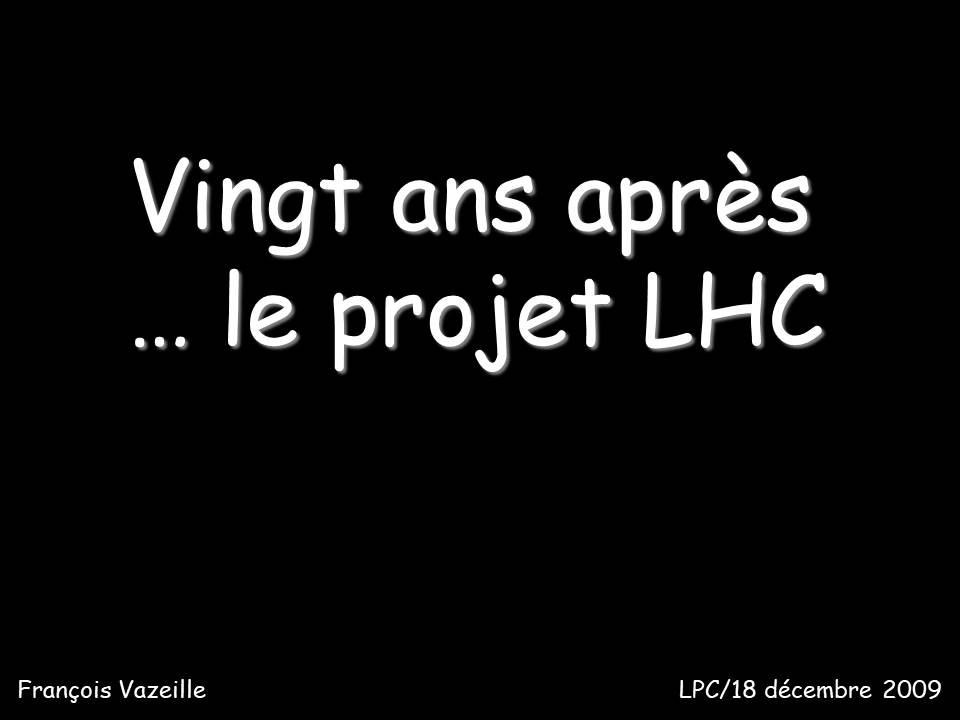 Vingt ans après
... le projet LHC
François Vazeille
LPC/18 décembre 2009